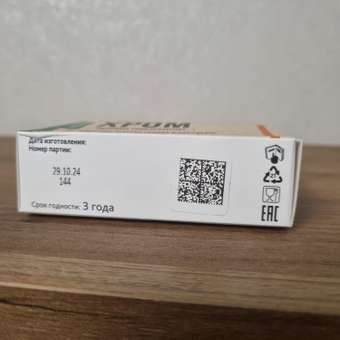 ХРОМ
Дата изготовления:
Номер партии:
29.10.24
144
Срок годности: 3 года
EAC